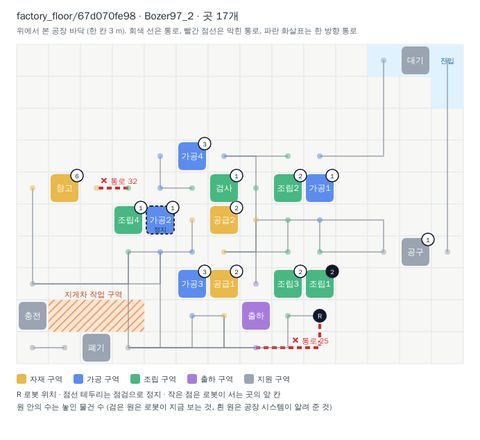 factory_floor/67d070fe98 · Bozer97_2 · 곳 17개
위에서 본 공장 바닥 (한 칸 3 m). 회색 선은 통로, 빨간 점선은 막힌 통로, 파란 화살표는 한 방향 통로
대기
진입
가공4
3
✕ 통로 32
창고
6
검사
1
조립2
2
가공1
1
조립4
1
가공2
1
정지
공급2
2
공구
1
가공3
3
공급1
2
조립3
2
조립1
2
지게차 작업 구역
충전
출하
R
✕ 통로 25
폐기
자재 구역
가공 구역
조립 구역
출하 구역
지원 구역
R 로봇 위치 · 점선 테두리는 점검으로 정지 · 작은 점은 로봇이 서는 곳의 앞 칸
원 안의 수는 놓인 물건 수 (검은 원은 로봇이 지금 보는 것, 흰 원은 공장 시스템이 알려 준 것)